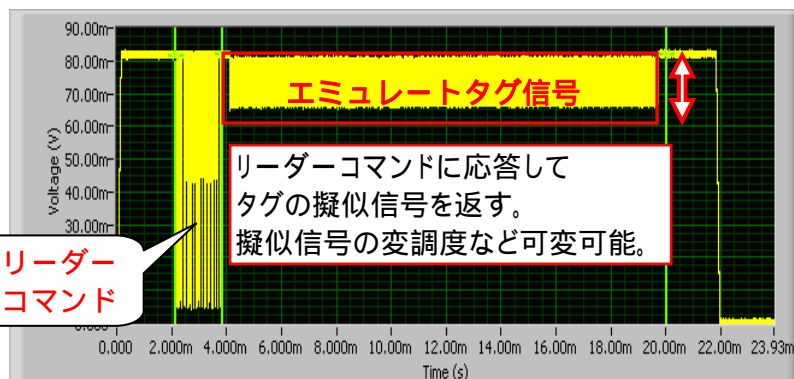 90.00m
80.00m
70.00m
60.00m
50.00m
40.00m
30.00m
Voltage (v)
エミュレートタグ信号
リーダーコマンドに応答して
タグの擬似信号を返す。
擬似信号の変調度など可変可能。
リーダー
コマンド
0.000 2.000m 4.000m 6.000m 8.000m 10.00m 12.00m 14.00m 16.00m 18.00m 20.00m 22.00m 23.93m
Time (s)